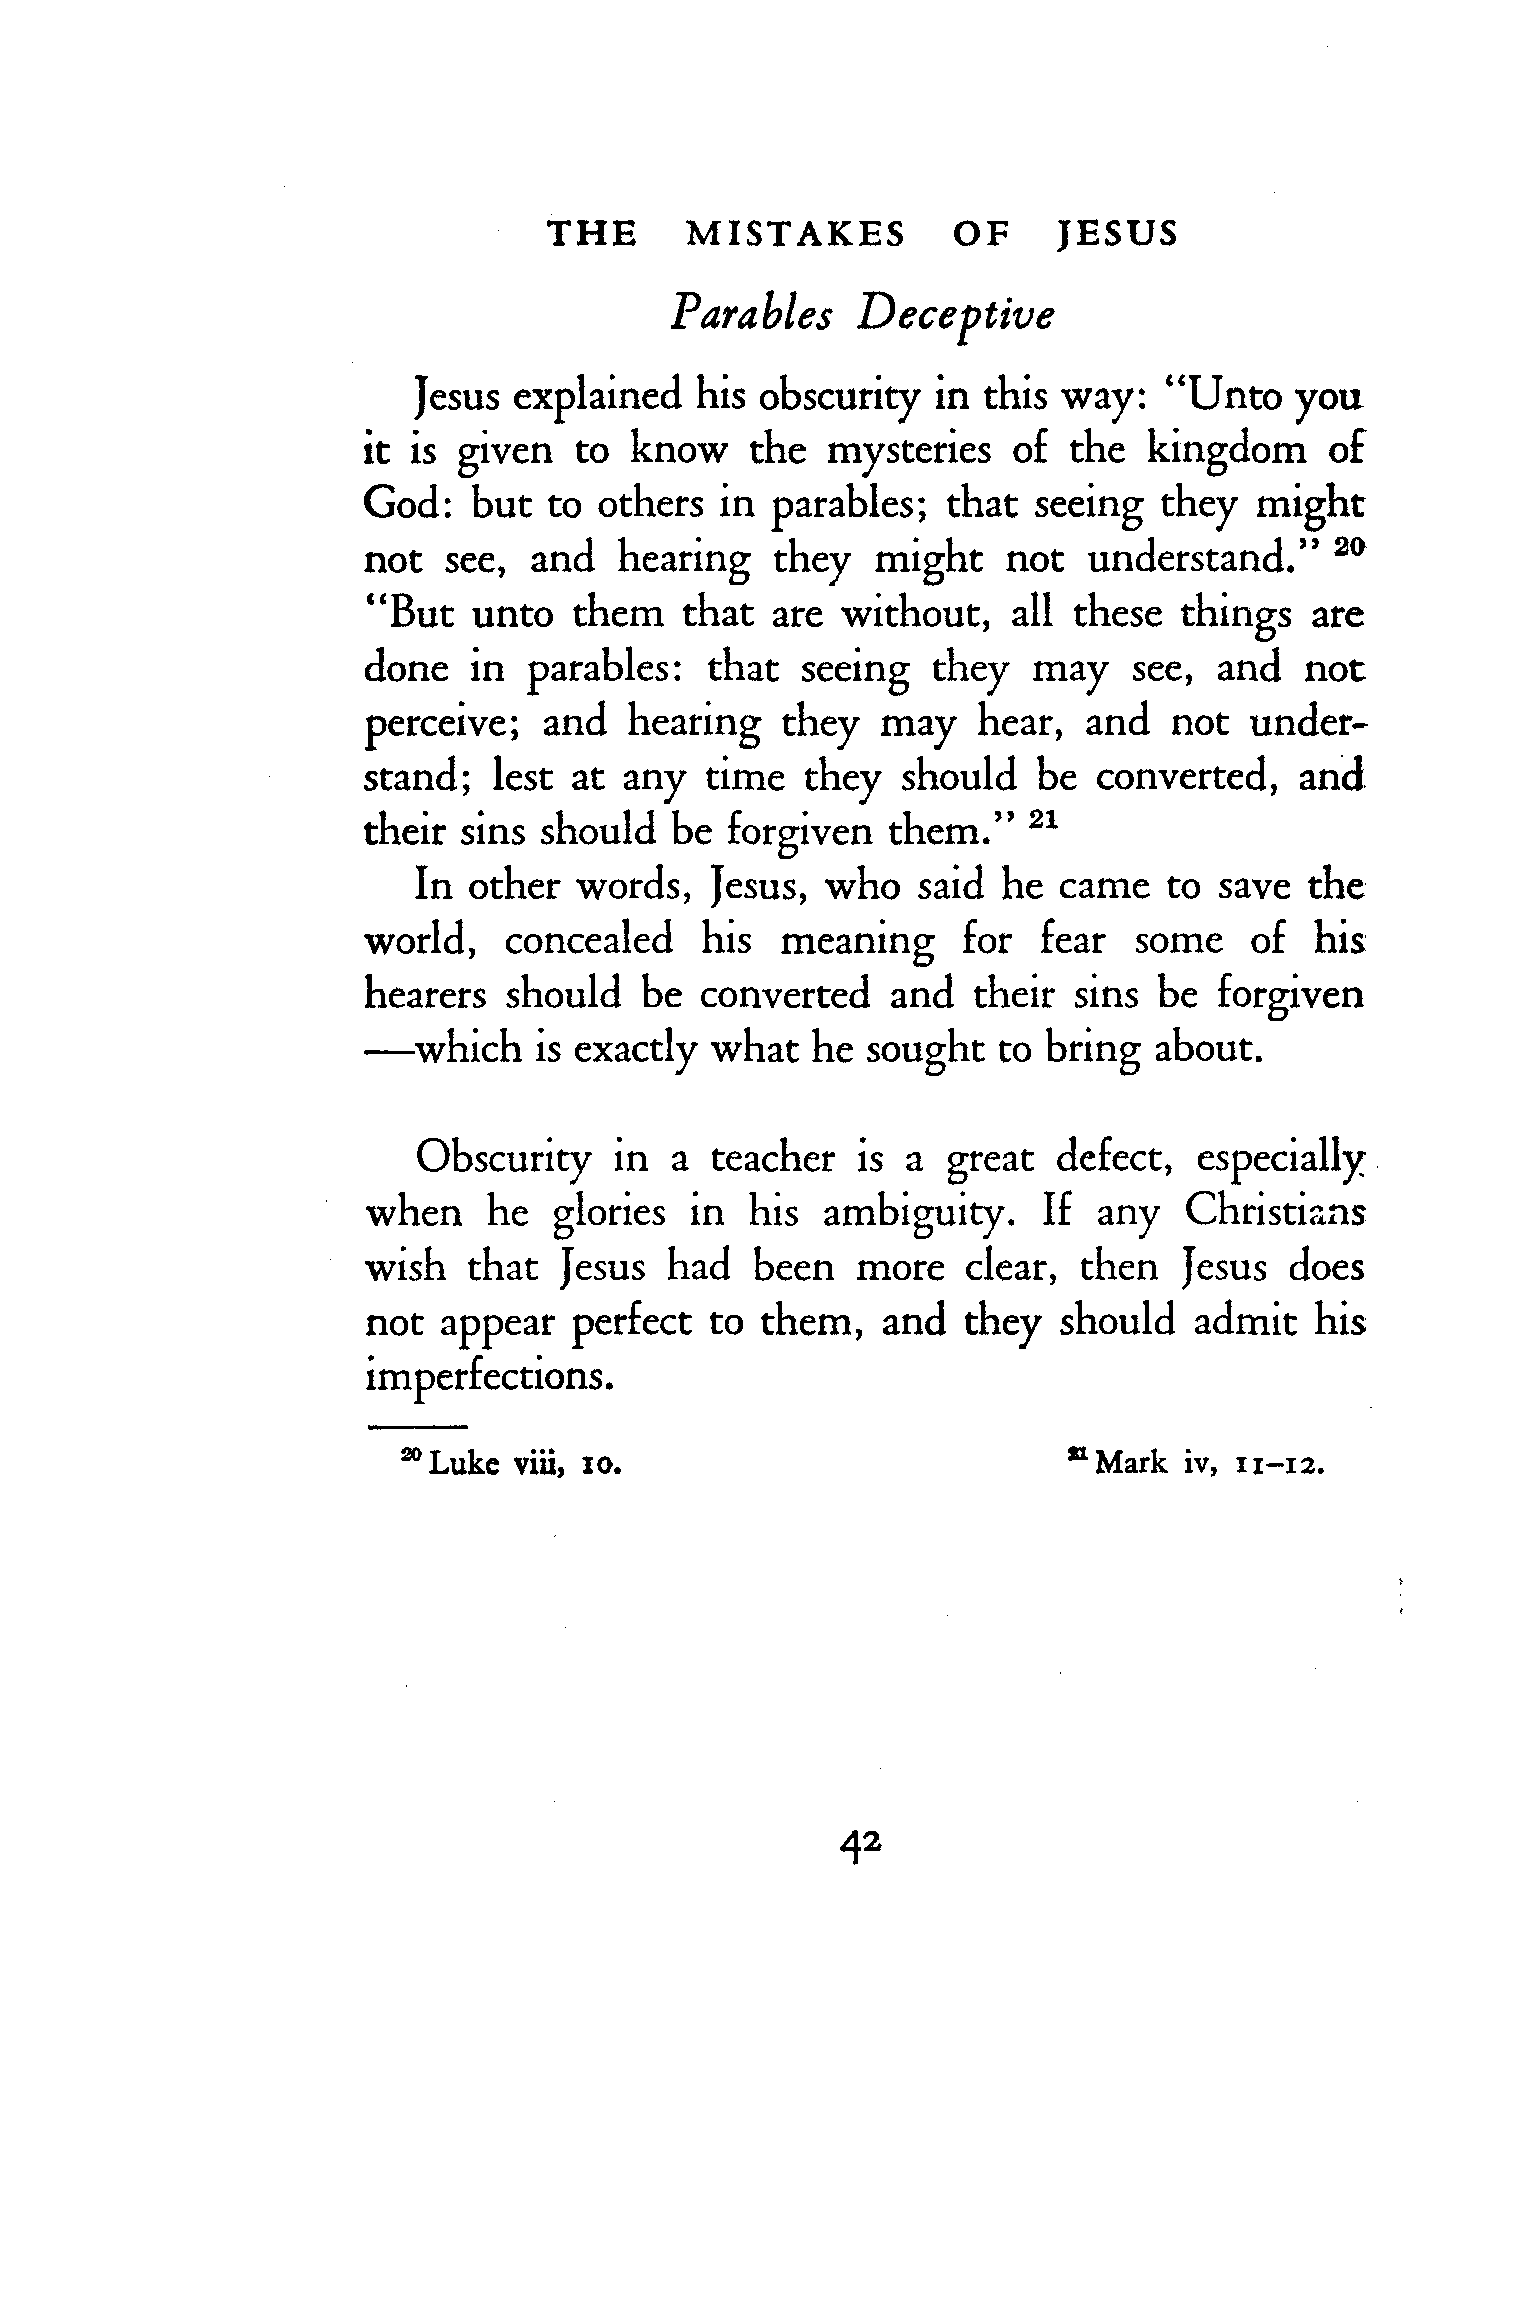 THE MISTAKES OF JESUS
Parables Deceptive
Jesus explained his obscurity in this way: “Unto you
it is given to know the mysteries of the kingdom of
God: but to others in parables; that seeing they might
not see, and hearing they might not understand.” 20
“But unto them that are without, all these things are
done in parables: that seeing they may see, and not
perceive; and hearing they may hear, and not under-
stand; lest at any time they should be converted, and
their sins should be forgiven them.” 21
In other words, Jesus, who said he came to save the
world, concealed his meaning for fear some of his
hearers should be converted and their sins be forgiven
—which is exactly what he sought to bring about.
Obscurity in a teacher is a great defect, especially
when he glories in his ambiguity. If any Christians
wish that Jesus had been more clear, then Jesus does
not appear perfect to them, and they should admit his
imperfections.
20 Luke viii, 10. 21 Mark iv, 11–12.
42